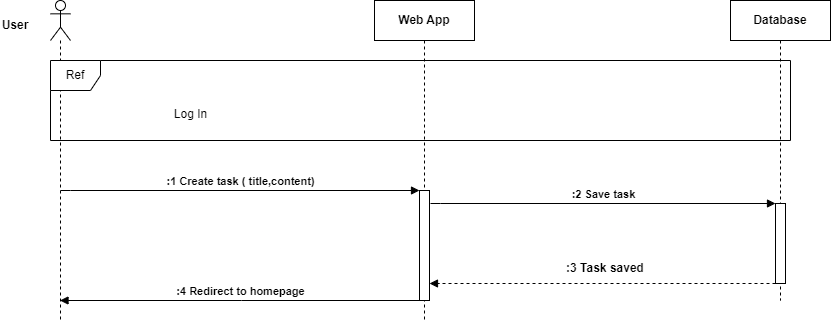 User
Web App
Database
Ref
Log In
:1 Create task ( title,content)
:2 Save task
:3 Task saved
:4 Redirect to homepage